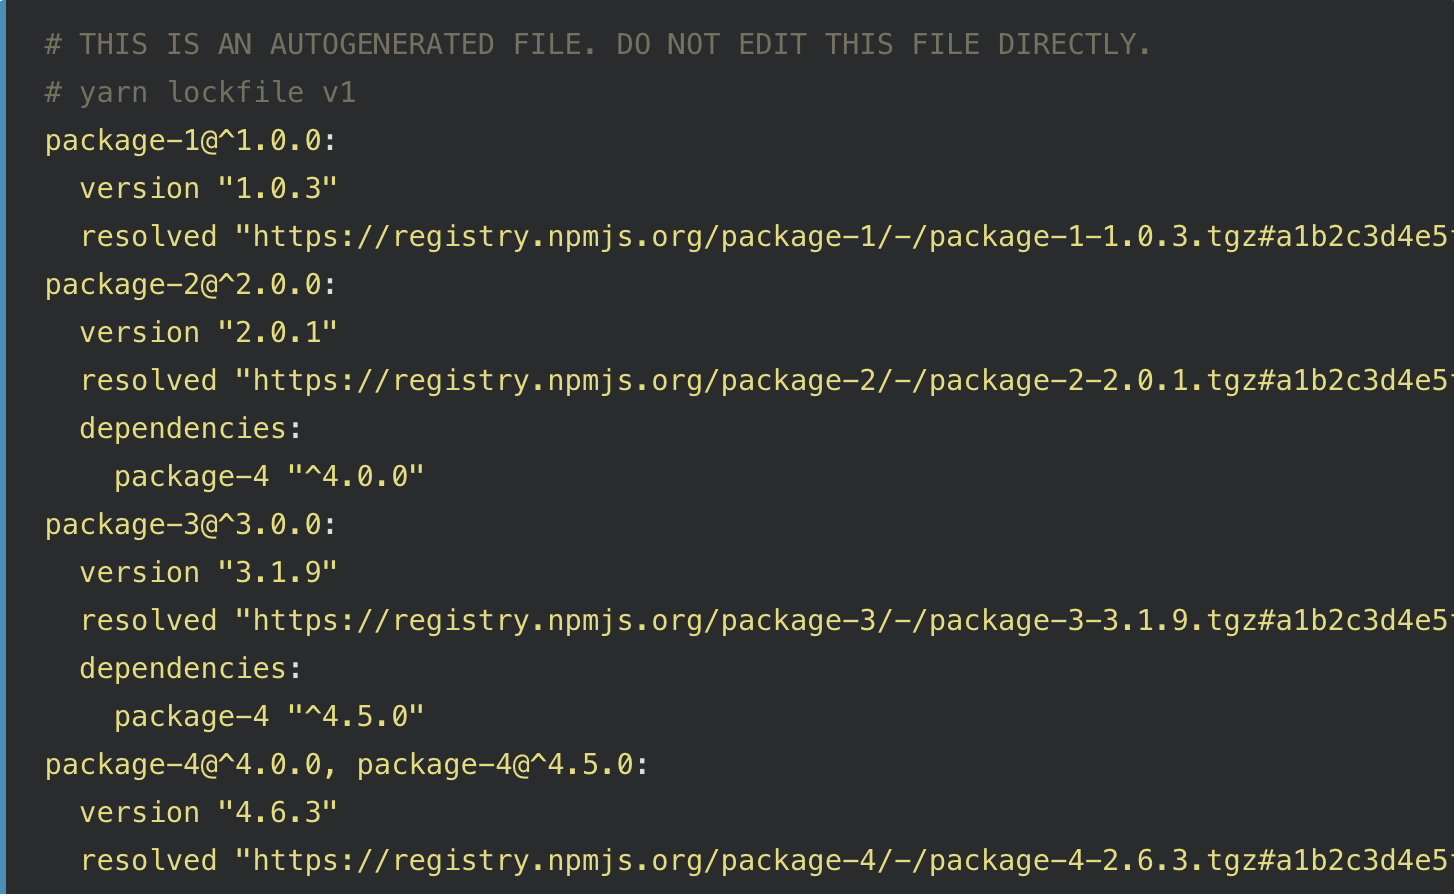 # THIS IS AN AUTOGENERATED FILE. DO NOT EDIT THIS FILE DIRECTLY.
# yarn lockfile v1
package-1@^1.0.0:
  version "1.0.3"
  resolved "https://registry.npmjs.org/package-1/-/package-1-1.0.3.tgz#a1b2c3d4e5
package-2@^2.0.0:
  version "2.0.1"
  resolved "https://registry.npmjs.org/package-2/-/package-2-2.0.1.tgz#a1b2c3d4e5
  dependencies:
    package-4 "^4.0.0"
package-3@^3.0.0:
  version "3.1.9"
  resolved "https://registry.npmjs.org/package-3/-/package-3-3.1.9.tgz#a1b2c3d4e5
  dependencies:
    package-4 "^4.5.0"
package-4@^4.0.0, package-4@^4.5.0:
  version "4.6.3"
  resolved "https://registry.npmjs.org/package-4/-/package-4-2.6.3.tgz#a1b2c3d4e5